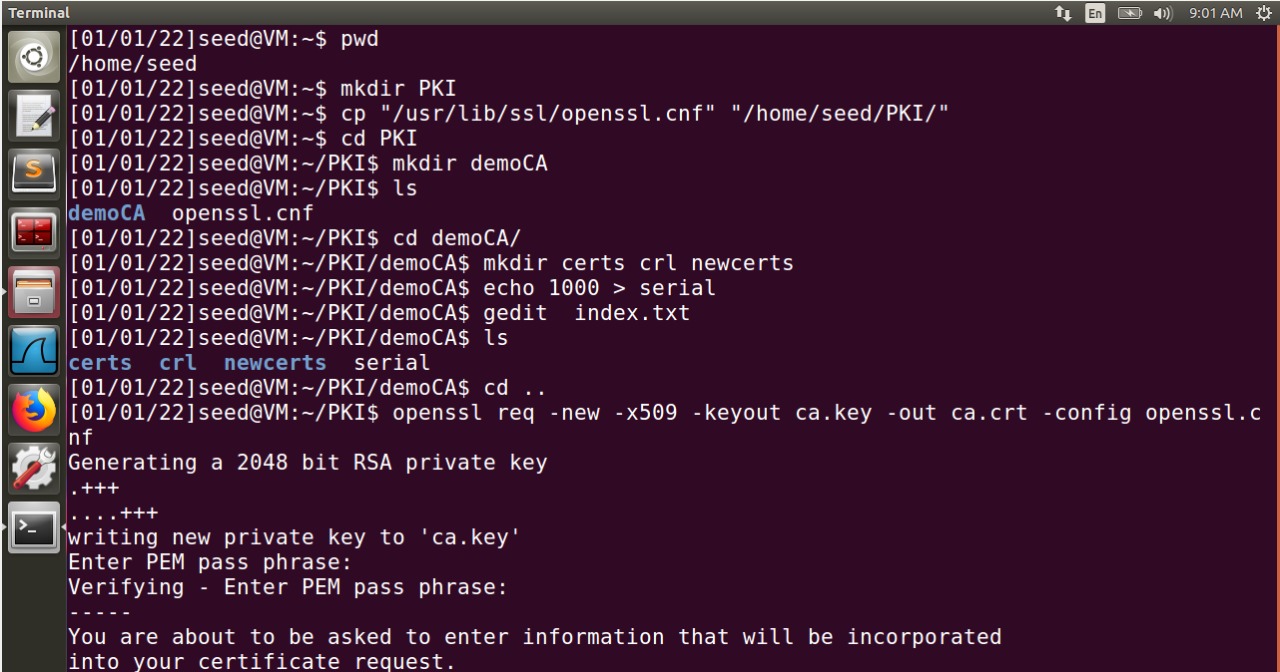 Terminal
En
9:01 AM
[01/01/22]seed@VM:~$ pwd
/home/seed
[01/01/22]seed@VM:~$ mkdir PKI
[01/01/22]seed@VM:~$ cp "/usr/lib/ssl/openssl.cnf" "/home/seed/PKI/"
[01/01/22]seed@VM:~$ cd PKI
[01/01/22]seed@VM:~/PKI$ mkdir demoCA
[01/01/22]seed@VM:~/PKI$ ls
demoCA  openssl.cnf
[01/01/22]seed@VM:~/PKI$ cd demoCA/
[01/01/22]seed@VM:~/PKI/demoCA$ mkdir certs crl newcerts
[01/01/22]seed@VM:~/PKI/demoCA$ echo 1000 > serial
[01/01/22]seed@VM:~/PKI/demoCA$ gedit  index.txt
[01/01/22]seed@VM:~/PKI/demoCA$ ls
certs  crl  newcerts  serial
[01/01/22]seed@VM:~/PKI/demoCA$ cd ..
[01/01/22]seed@VM:~/PKI$ openssl req -new -x509 -keyout ca.key -out ca.crt -config openssl.c
nf
Generating a 2048 bit RSA private key
.+++
....+++
writing new private key to 'ca.key'
Enter PEM pass phrase:
Verifying - Enter PEM pass phrase:
-----
You are about to be asked to enter information that will be incorporated
into your certificate request.